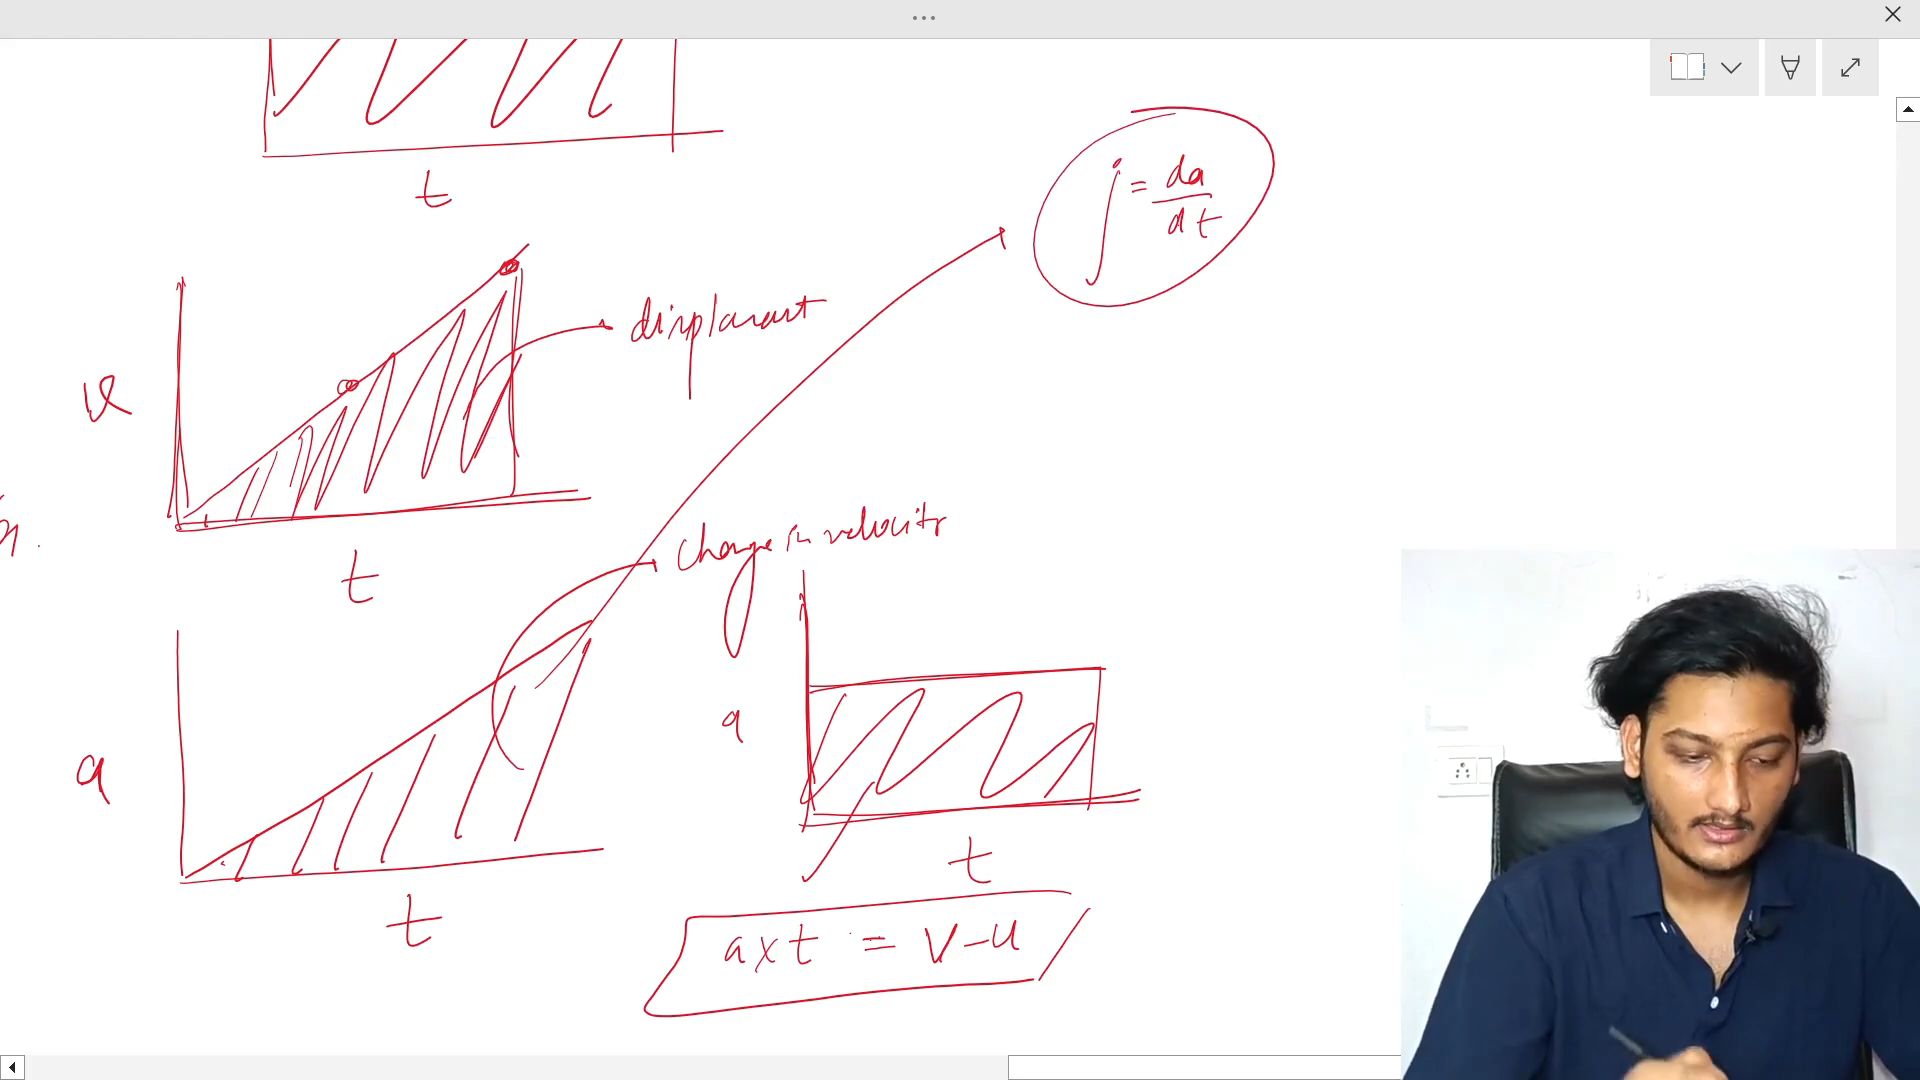 t
j = da/dt
v
displacement
t
change in velocity
a
t
a
t
a x t = v - u